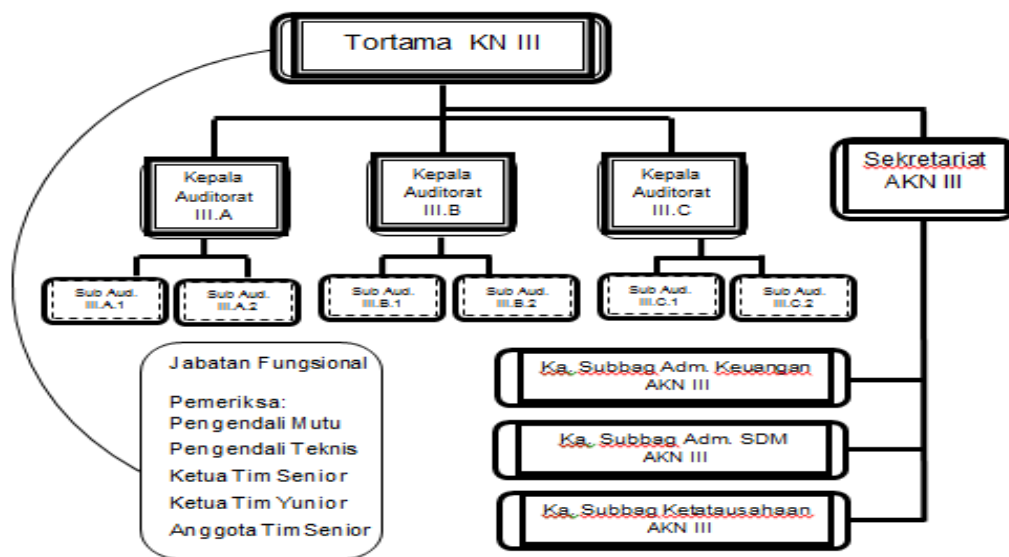 Tortama KN III
Sekretariat
AKN III
Kepala
Auditorat
III.A
Kepala
Auditorat
III.B
Kepala
Auditorat
III.C
Sub Aud.
III.A.1
Sub Aud.
III.A.2
Sub Aud.
III.B.1
Sub Aud.
III.B.2
Sub Aud.
III.C.1
Sub Aud.
III.C.2
Jabatan Fungsional
Pemeriksa:
Pengendali Mutu
Pengendali Teknis
Ketua Tim Senior
Ketua Tim Yunior
Anggota Tim Senior
Ka, Subbag Adm. Keuangan
AKN III
Ka, Subbag Adm. SDM
AKN III
Ka, Subbag Ketatausahaan
AKN III